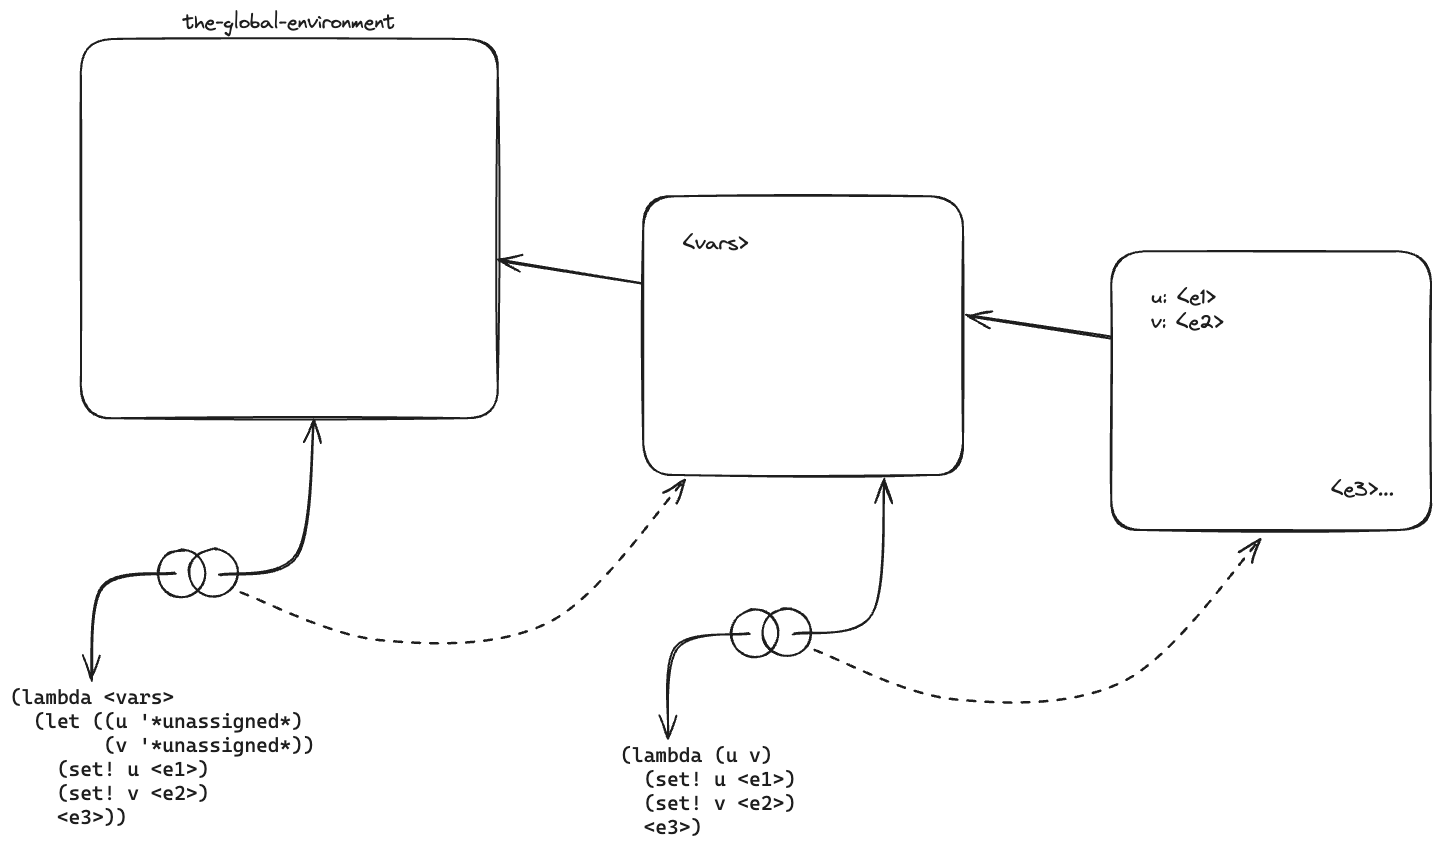 the-global-environment
<vars>
u: <e1>
v: <e2>
<e3>...
(lambda <vars>
  (let ((u '*unassigned*)
        (v '*unassigned*))
    (set! u <e1>)
    (set! v <e2>)
    <e3>))
(lambda (u v)
  (set! u <e1>)
  (set! v <e2>)
  <e3>)